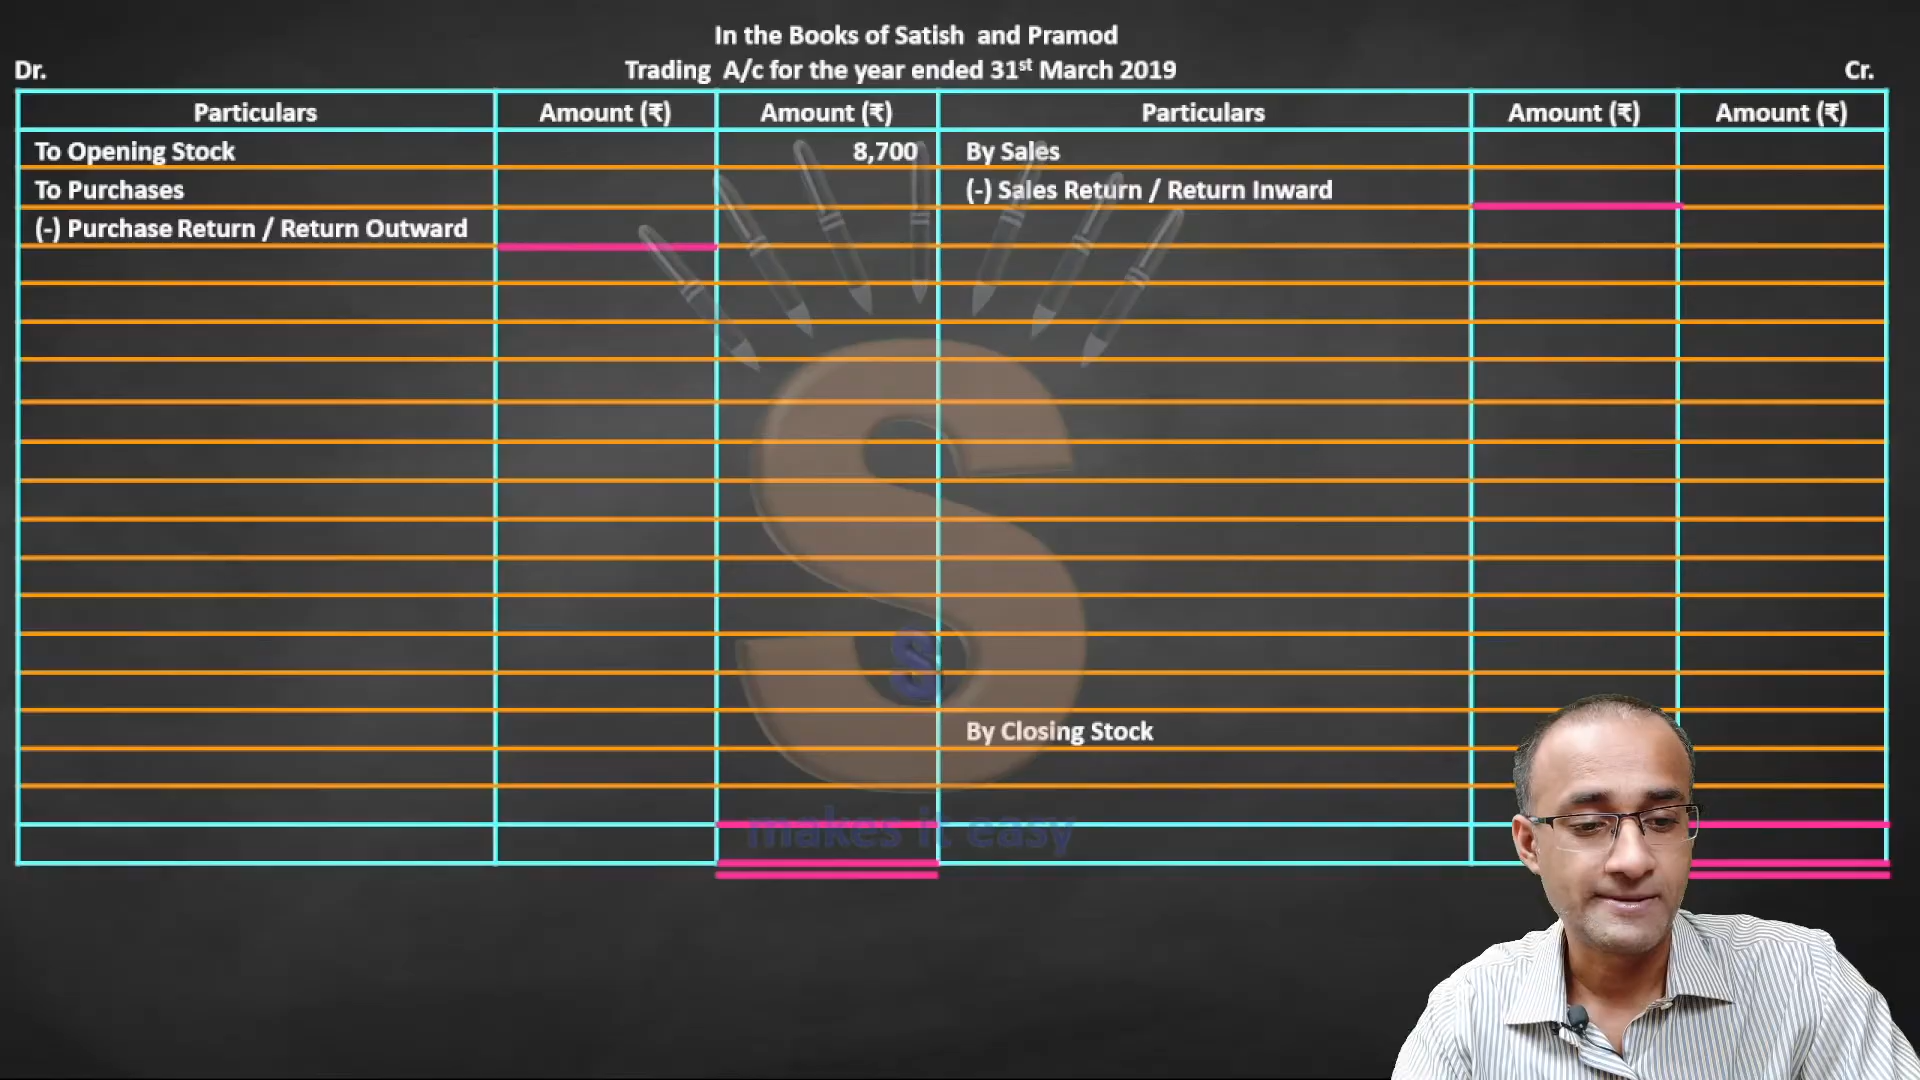 In the Books of Satish and Pramod
Dr. Trading A/c for the year ended 31st March 2019 Cr.
Particulars Amount (₹) Amount (₹) Particulars Amount (₹) Amount (₹)
To Opening Stock 8,700 By Sales
To Purchases (-) Sales Return / Return Inward
(-) Purchase Return / Return Outward
S
S
By Closing Stock
makes it easy